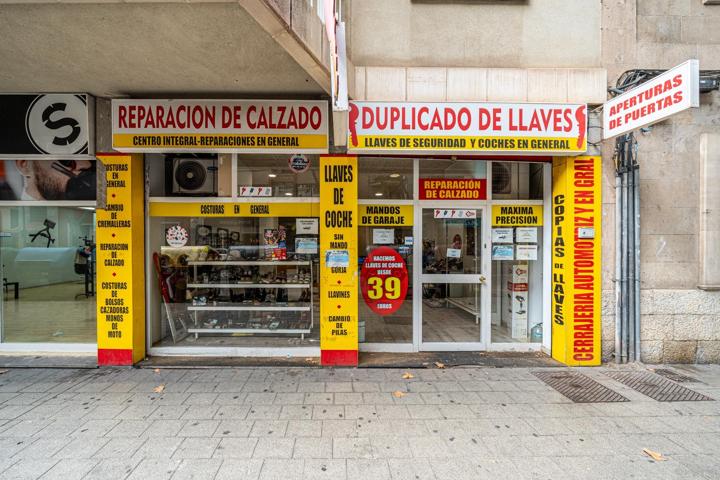 S
REPARACION DE CALZADO
CENTRO INTEGRAL-REPARACIONES EN GENERAL
DUPLICADO DE LLAVES
LLAVES DE SEGURIDAD Y COCHES EN GENERAL
APERTURAS
DE PUERTAS
COSTURAS
EN
GENERAL
CAMBIO
DE
CREMALLERAS
REPARACION
DE
CALZADO
COSTURAS
DE
BOLSOS
CAZADORAS
MONOS
DE
MOTO
COSTURAS EN GENERAL
LLAVES
DE
COCHE
SIN
MANDO
GORJA
LLAVINES
CAMBIO
DE
PILAS
REPARACIÓN
DE CALZADO
MANDOS
DE GARAJE
HACEMOS
LLAVES DE COCHE
DESDE
39
EUROS
MAXIMA
PRECISION
COPIAS DE LLAVES
CERRAJERIA AUTOMOTRIZ Y EN GRAL